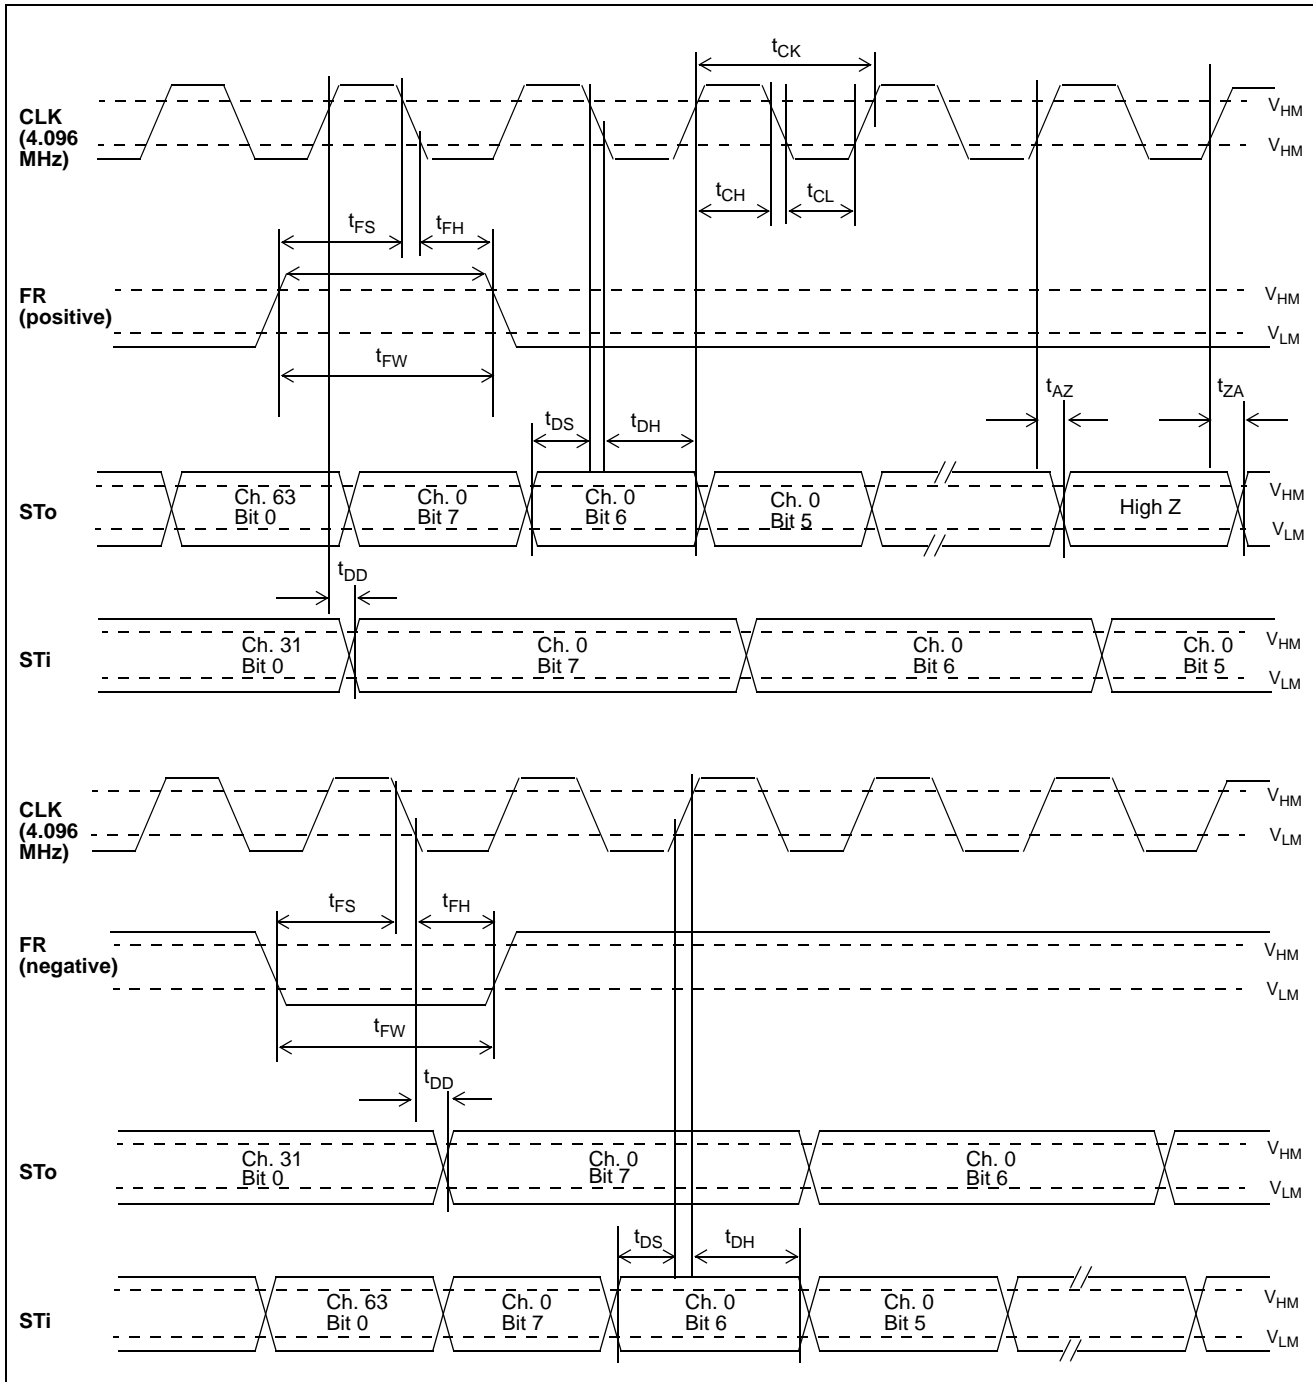 tCK
CLK
(4.096
MHz)
VHM
VHM
tCH
tCL
tFS
tFH
FR
(positive)
VHM
VLM
tFW
tAZ
tZA
tDS
tDH
STo
Ch. 63
Bit 0
Ch. 0
Bit 7
Ch. 0
Bit 6
Ch. 0
Bit 5
High Z
VHM
VLM
tDD
STi
Ch. 31
Bit 0
Ch. 0
Bit 7
Ch. 0
Bit 6
Ch. 0
Bit 5
VHM
VLM
CLK
(4.096
MHz)
VHM
VLM
tFS
tFH
FR
(negative)
VHM
VLM
tFW
tDD
STo
Ch. 31
Bit 0
Ch. 0
Bit 7
Ch. 0
Bit 6
VHM
VLM
tDS
tDH
STi
Ch. 63
Bit 0
Ch. 0
Bit 7
Ch. 0
Bit 6
Ch. 0
Bit 5
VHM
VLM